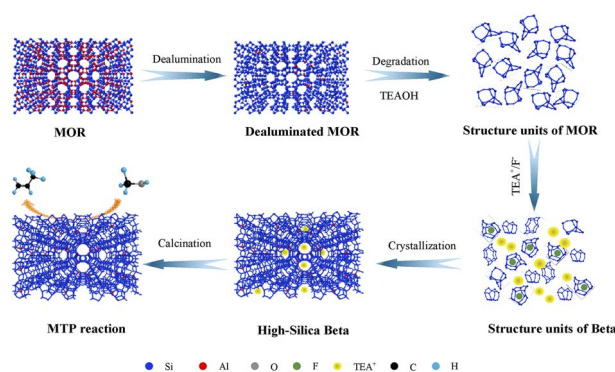 Dealumination
Degradation
TEAOH
MOR
Dealuminated MOR
Structure units of MOR
TEA⁺/F⁻
Calcination
Crystallization
MTP reaction
High-Silica Beta
Structure units of Beta
Si Al O F TEA⁺ C H